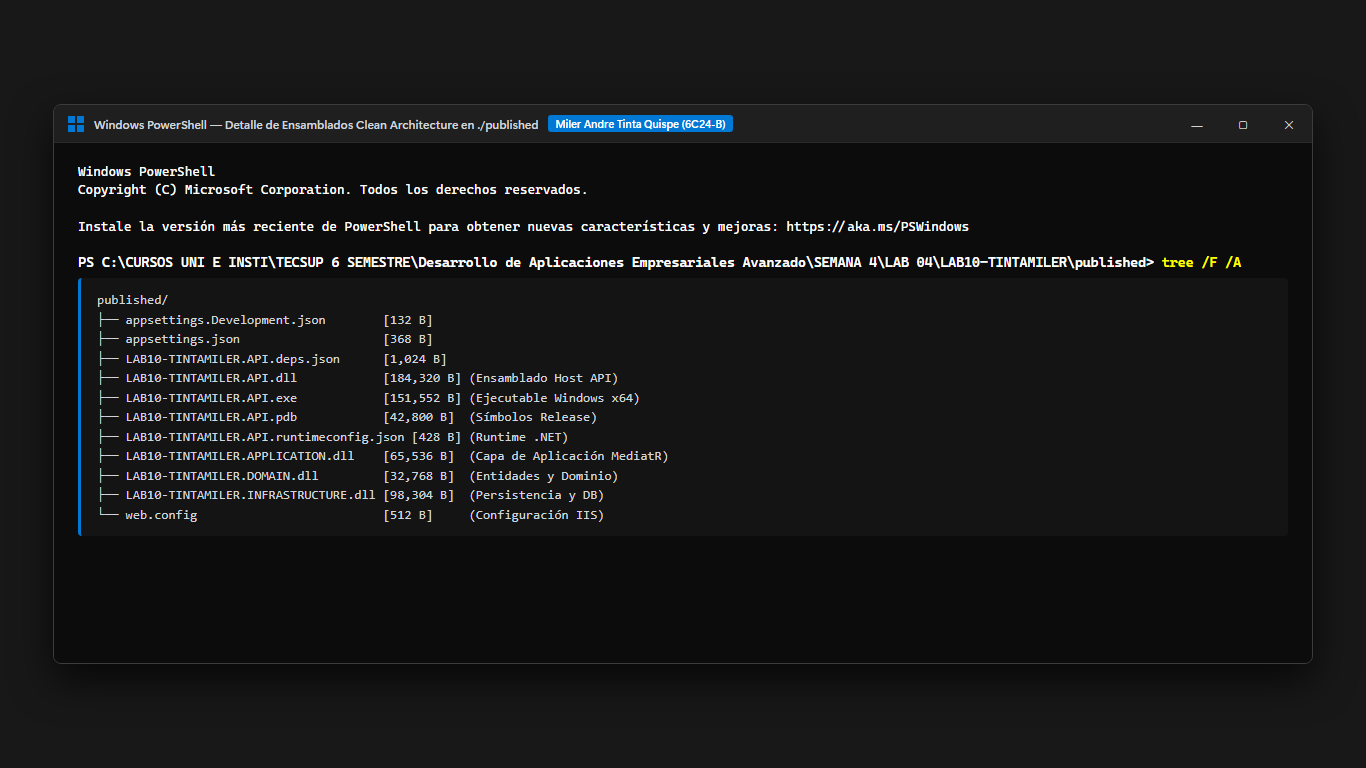 Windows PowerShell — Detalle de Ensamblados Clean Architecture en ./published Miler Andre Tinta Quispe (6C24-B)
Windows PowerShell
Copyright (C) Microsoft Corporation. Todos los derechos reservados.
Instale la versión más reciente de PowerShell para obtener nuevas características y mejoras: https://aka.ms/PSWindows
PS C:\CURSOS UNI E INSTI\TECSUP 6 SEMESTRE\Desarrollo de Aplicaciones Empresariales Avanzado\SEMANA 4\LAB 04\LAB10-TINTAMILER\published> tree /F /A
published/
├── appsettings.Development.json        [132 B]
├── appsettings.json                    [368 B]
├── LAB10-TINTAMILER.API.deps.json      [1,024 B]
├── LAB10-TINTAMILER.API.dll            [184,320 B] (Ensamblado Host API)
├── LAB10-TINTAMILER.API.exe            [151,552 B] (Ejecutable Windows x64)
├── LAB10-TINTAMILER.API.pdb            [42,800 B]  (Símbolos Release)
├── LAB10-TINTAMILER.API.runtimeconfig.json [428 B] (Runtime .NET)
├── LAB10-TINTAMILER.APPLICATION.dll    [65,536 B]  (Capa de Aplicación MediatR)
├── LAB10-TINTAMILER.DOMAIN.dll         [32,768 B]  (Entidades y Dominio)
├── LAB10-TINTAMILER.INFRASTRUCTURE.dll [98,304 B]  (Persistencia y DB)
└── web.config                          [512 B]     (Configuración IIS)